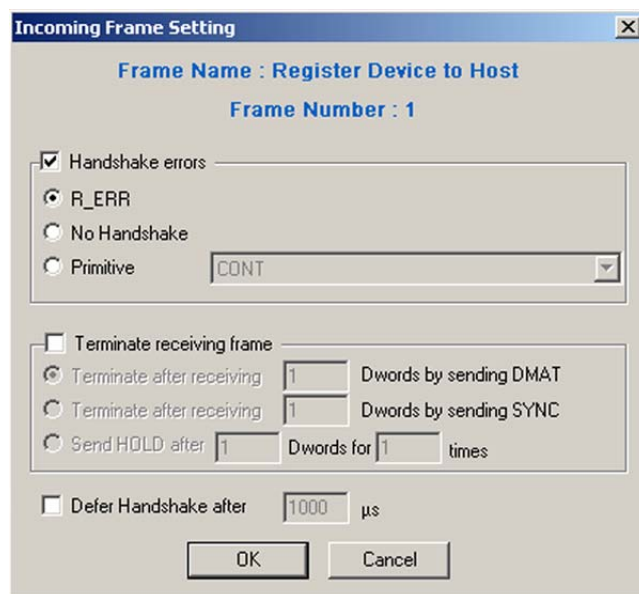 Incoming Frame Setting
Frame Name : Register Device to Host
Frame Number : 1
Handshake errors
R_ERR
No Handshake
Primitive CONT
Terminate receiving frame
Terminate after receiving 1 Dwords by sending DMAT
Terminate after receiving 1 Dwords by sending SYNC
Send HOLD after 1 Dwords for 1 times
Defer Handshake after 1000 µs
OK Cancel